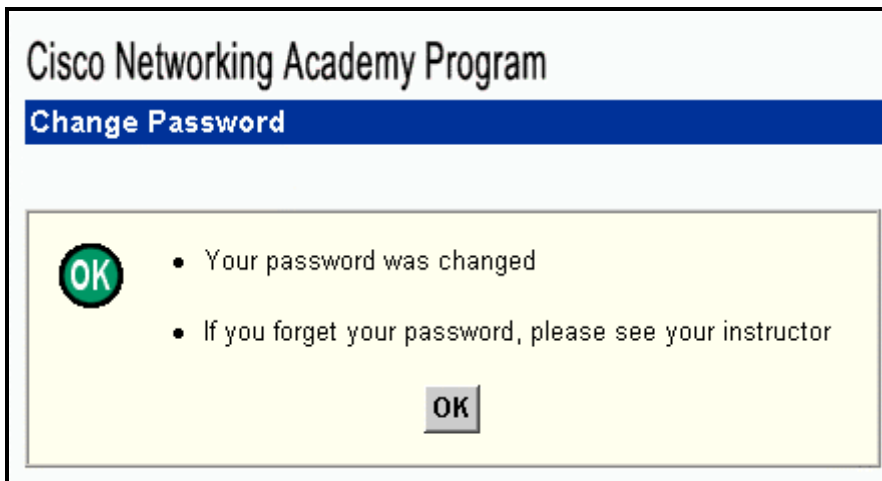 Cisco Networking Academy Program
Change Password
OK
• Your password was changed
• If you forget your password, please see your instructor
OK